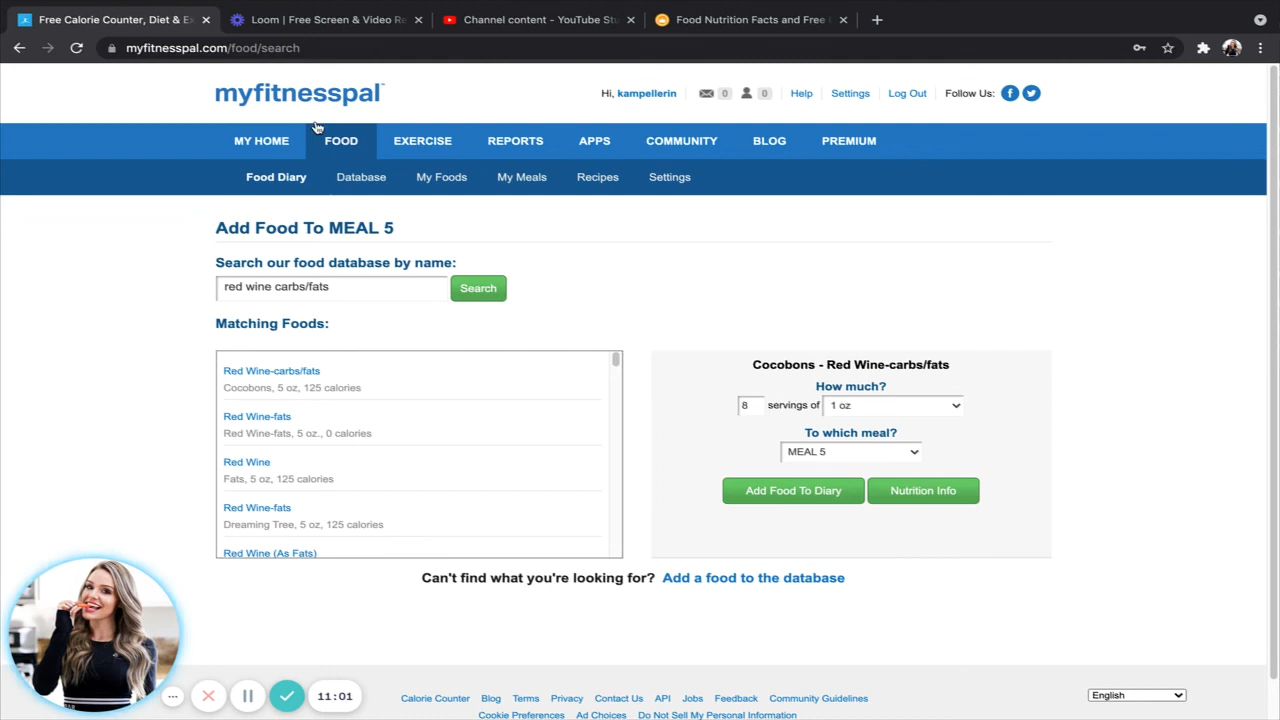 Free Calorie Counter, Diet & Ex
Loom | Free Screen & Video Re
Channel content - YouTube Stu
Food Nutrition Facts and Free C
myfitnesspal.com/food/search
myfitnesspal
Hi, kampellerin
0
0
Help
Settings
Log Out
Follow Us:
MY HOME
FOOD
EXERCISE
REPORTS
APPS
COMMUNITY
BLOG
PREMIUM
Food Diary
Database
My Foods
My Meals
Recipes
Settings
Add Food To MEAL 5
Search our food database by name:
red wine carbs/fats
Search
Matching Foods:
Red Wine-carbs/fats
Cocobons, 5 oz, 125 calories
Red Wine-fats
Red Wine-fats, 5 oz., 0 calories
Red Wine
Fats, 5 oz, 125 calories
Red Wine-fats
Dreaming Tree, 5 oz, 125 calories
Red Wine (As Fats)
Cocobons - Red Wine-carbs/fats
How much?
8 servings of 1 oz
To which meal?
MEAL 5
Add Food To Diary
Nutrition Info
Can't find what you're looking for? Add a food to the database
11:01
Calorie Counter
Blog
Terms
Privacy
Contact Us
API
Jobs
Feedback
Community Guidelines
Cookie Preferences
Ad Choices
Do Not Sell My Personal Information
English